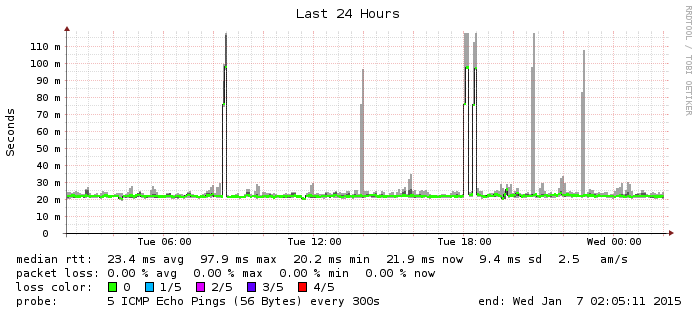 Last 24 Hours
RRDTOOL / TOBI OETIKER
Seconds
110 m
100 m
90 m
80 m
70 m
60 m
50 m
40 m
30 m
20 m
10 m
0
Tue 06:00 Tue 12:00 Tue 18:00 Wed 00:00
median rtt: 23.4 ms avg 97.9 ms max 20.2 ms min 21.9 ms now 9.4 ms sd 2.5 am/s
packet loss: 0.00 % avg 0.00 % max 0.00 % min 0.00 % now
loss color: 0 1/5 2/5 3/5 4/5
probe: 5 ICMP Echo Pings (56 Bytes) every 300s end: Wed Jan 7 02:05:11 2015